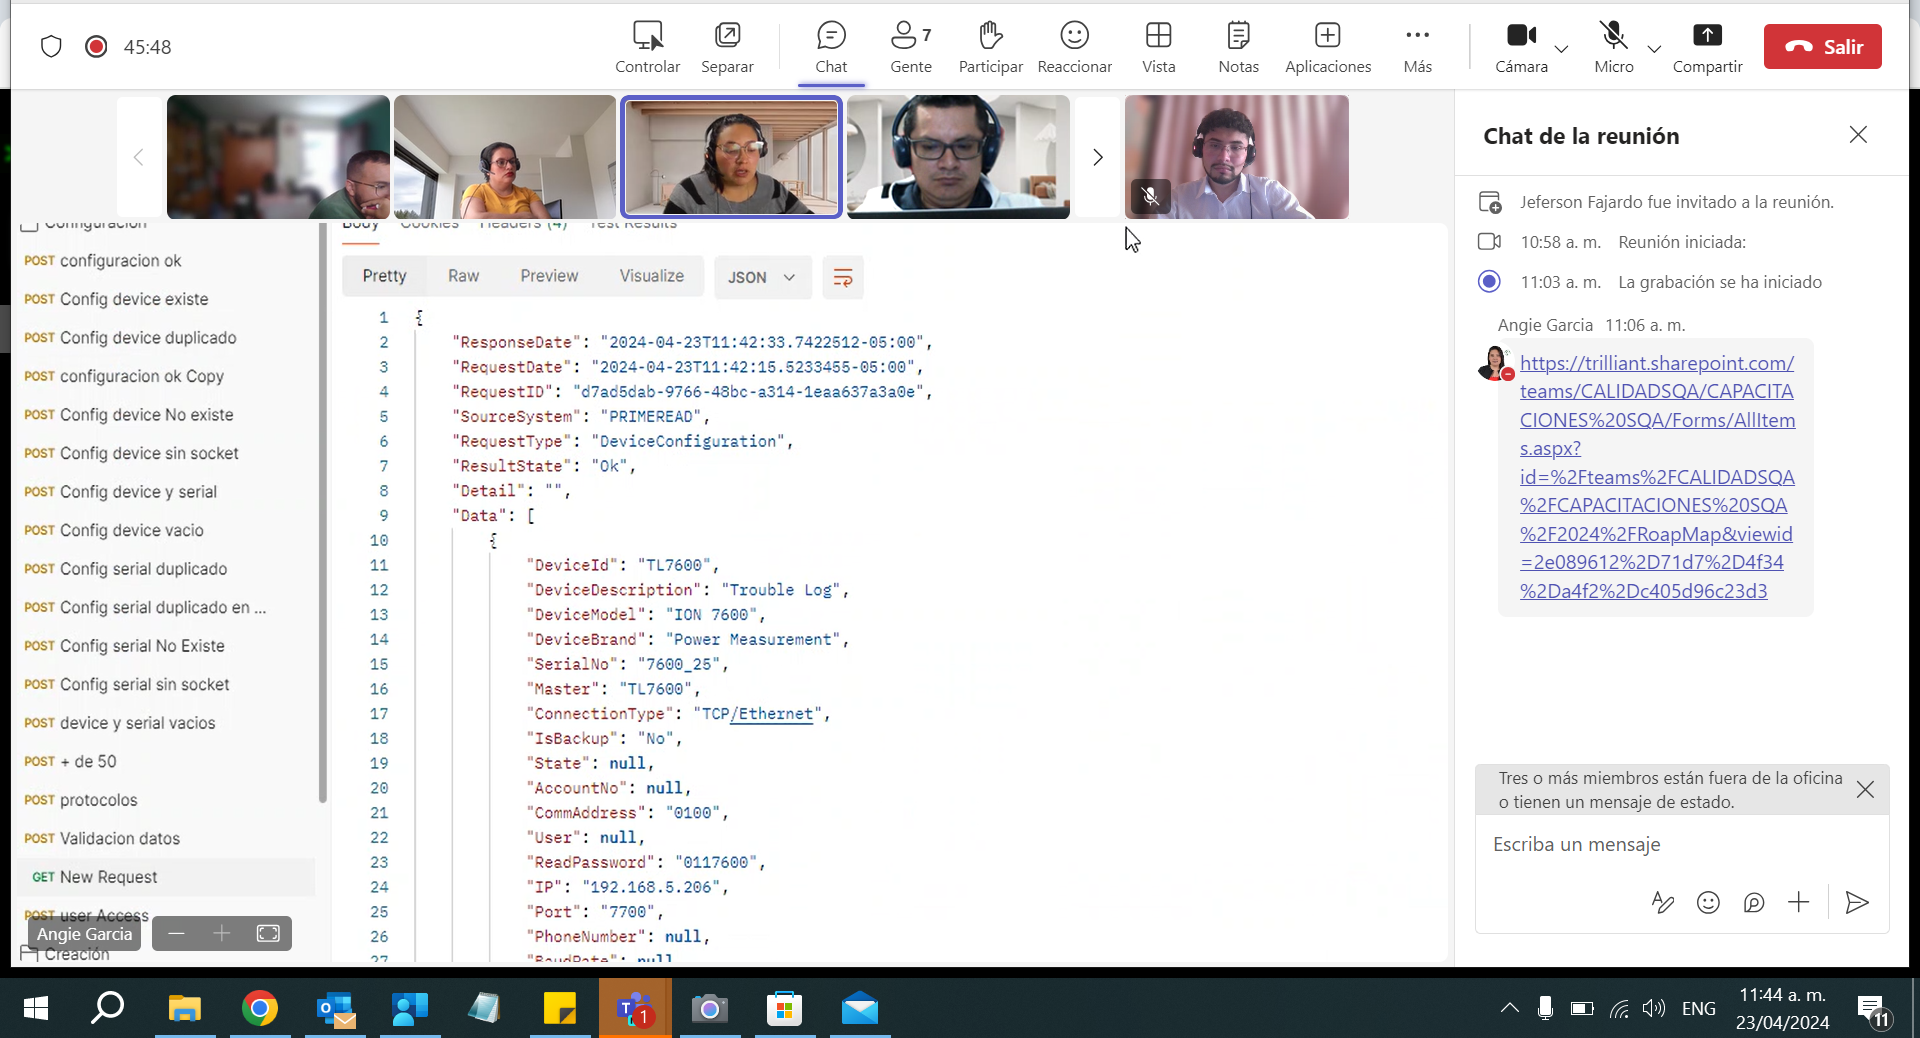 45:48
Controlar
Separar
Chat
7
Gente
Participar
Reaccionar
Vista
Notas
Aplicaciones
Más
Cámara
Micro
Compartir
Salir
Configuracion
POST configuracion ok
POST Config device existe
POST Config device duplicado
POST configuracion ok Copy
POST Config device No existe
POST Config device sin socket
POST Config device y serial
POST Config device vacio
POST Config serial duplicado
POST Config serial duplicado en ...
POST Config serial No Existe
POST Config serial sin socket
POST device y serial vacios
POST + de 50
POST protocolos
POST Validacion datos
GET New Request
POST user Access
Angie Garcia
Creación
Body Cookies Headers (4) Test Results
Pretty Raw Preview Visualize JSON
1 {
2 "ResponseDate": "2024-04-23T11:42:33.7422512-05:00",
3 "RequestDate": "2024-04-23T11:42:15.5233455-05:00",
4 "RequestID": "d7ad5dab-9766-48bc-a314-1eaa637a3a0e",
5 "SourceSystem": "PRIMEREAD",
6 "RequestType": "DeviceConfiguration",
7 "ResultState": "Ok",
8 "Detail": "",
9 "Data": [
10 {
11 "DeviceId": "TL7600",
12 "DeviceDescription": "Trouble Log",
13 "DeviceModel": "ION 7600",
14 "DeviceBrand": "Power Measurement",
15 "SerialNo": "7600_25",
16 "Master": "TL7600",
17 "ConnectionType": "TCP/Ethernet",
18 "IsBackup": "No",
19 "State": null,
20 "AccountNo": null,
21 "CommAddress": "0100",
22 "User": null,
23 "ReadPassword": "0117600",
24 "IP": "192.168.5.206",
25 "Port": "7700",
26 "PhoneNumber": null,
27 "BaudRate": null
Chat de la reunión
Jeferson Fajardo fue invitado a la reunión.
10:58 a. m. Reunión iniciada:
11:03 a. m. La grabación se ha iniciado
Angie Garcia 11:06 a. m.
https://trilliant.sharepoint.com/
teams/CALIDADSQA/CAPACITA
CIONES%20SQA/Forms/AllItem
s.aspx?
id=%2Fteams%2FCALIDADSQA
%2FCAPACITACIONES%20SQA
%2F2024%2FRoapMap&viewid
=2e089612%2D71d7%2D4f34
%2Da4f2%2Dc405d96c23d3
Tres o más miembros están fuera de la oficina
o tienen un mensaje de estado.
Escriba un mensaje
1
ENG
11:44 a. m.
23/04/2024
11